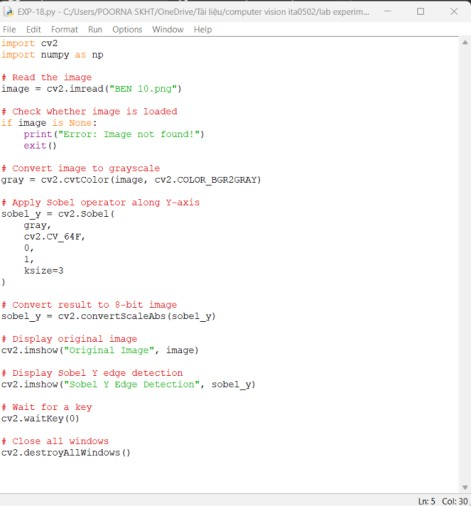 EXP-18.py - C:/Users/POORNA SKHT/OneDrive/Tài liệu/computer vision ita0502/lab experim...
File Edit Format Run Options Window Help
import cv2
import numpy as np

# Read the image
image = cv2.imread("BEN 10.png")

# Check whether image is loaded
if image is None:
    print("Error: Image not found!")
    exit()

# Convert image to grayscale
gray = cv2.cvtColor(image, cv2.COLOR_BGR2GRAY)

# Apply Sobel operator along Y-axis
sobel_y = cv2.Sobel(
    gray,
    cv2.CV_64F,
    0,
    1,
    ksize=3
)

# Convert result to 8-bit image
sobel_y = cv2.convertScaleAbs(sobel_y)

# Display original image
cv2.imshow("Original Image", image)

# Display Sobel Y edge detection
cv2.imshow("Sobel Y Edge Detection", sobel_y)

# Wait for a key
cv2.waitKey(0)

# Close all windows
cv2.destroyAllWindows()
Ln: 5 Col: 30